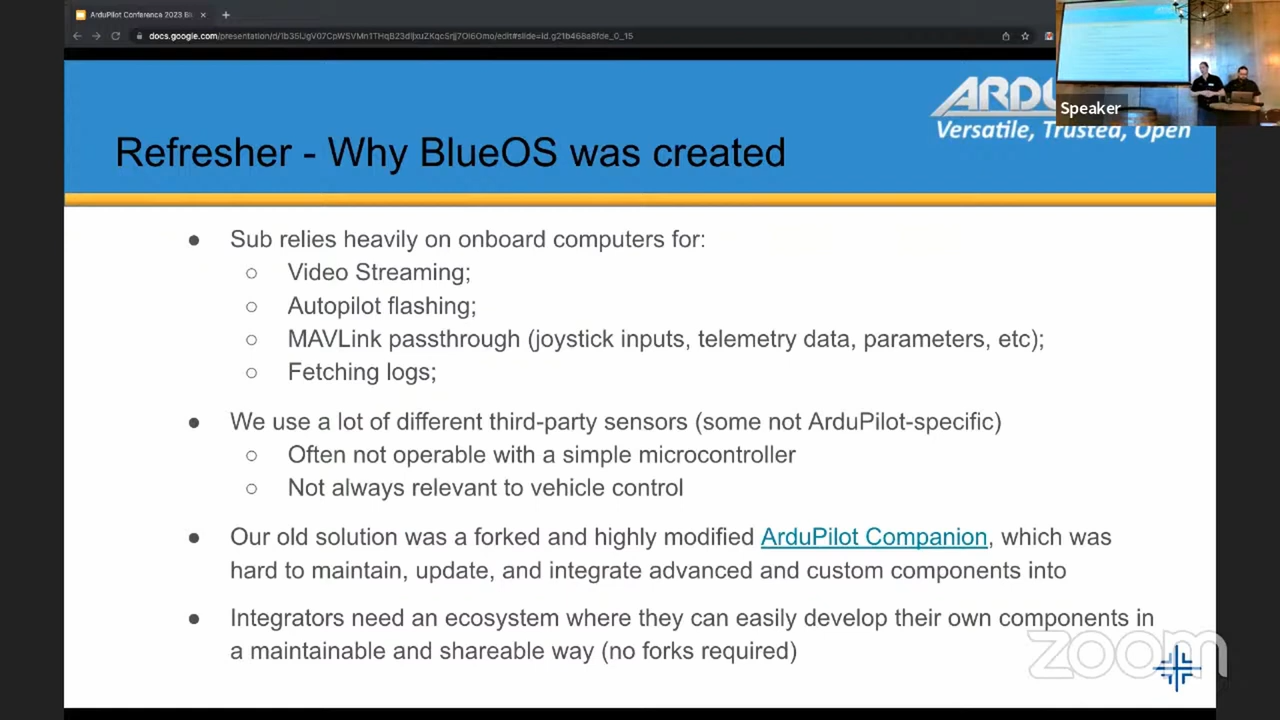 ArduPilot Conference 2023 Bl
docs.google.com/presentation/d/
Speaker
ARDU
Versatile, Trusted, Open
Refresher - Why BlueOS was created
● Sub relies heavily on onboard computers for:
○ Video Streaming;
○ Autopilot flashing;
○ MAVLink passthrough (joystick inputs, telemetry data, parameters, etc);
○ Fetching logs;
● We use a lot of different third-party sensors (some not ArduPilot-specific)
○ Often not operable with a simple microcontroller
○ Not always relevant to vehicle control
● Our old solution was a forked and highly modified ArduPilot Companion, which was
hard to maintain, update, and integrate advanced and custom components into
● Integrators need an ecosystem where they can easily develop their own components in
a maintainable and shareable way (no forks required)
zoom